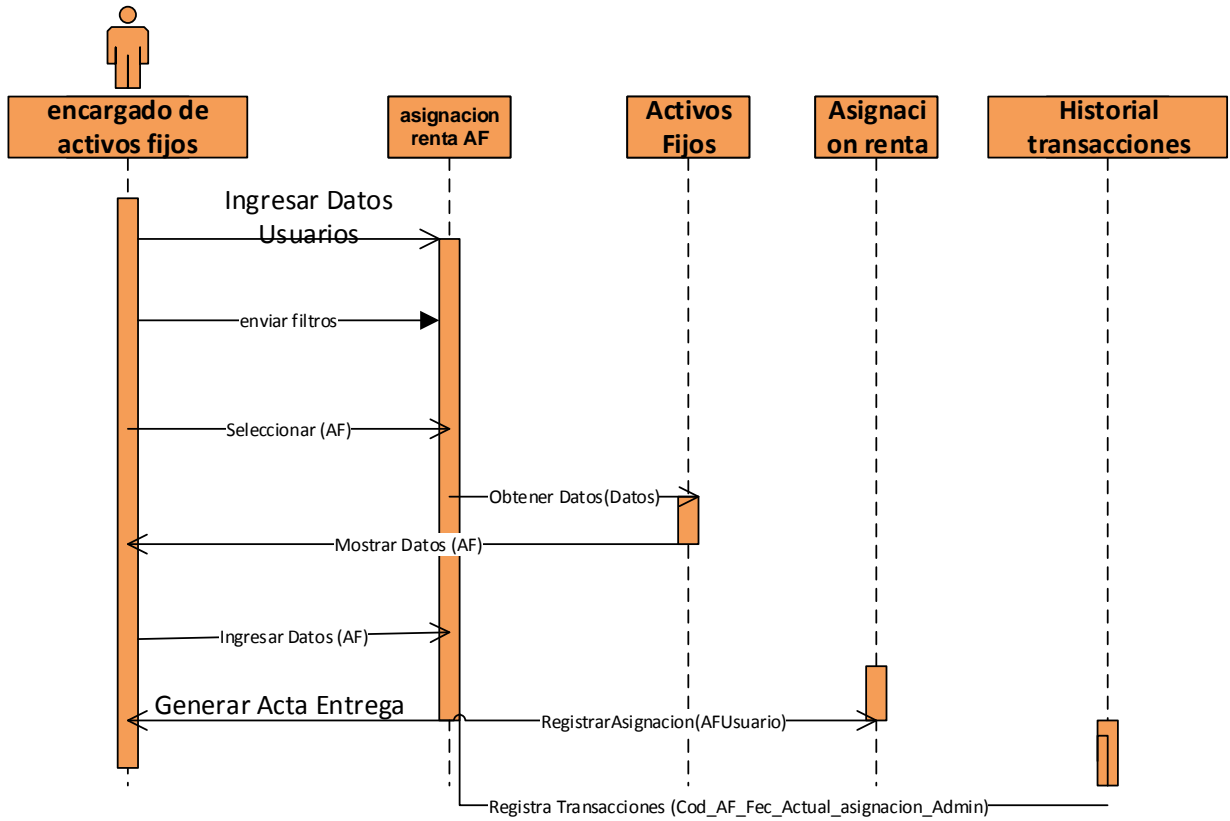 encargado de
activos fijos
asignacion
renta AF
Activos
Fijos
Asignaci
on renta
Historial
transacciones
Ingresar Datos
Usuarios
enviar filtros
Seleccionar (AF)
Obtener Datos(Datos)
Mostrar Datos (AF)
Ingresar Datos (AF)
Generar Acta Entrega
RegistrarAsignacion(AFUsuario)
Registra Transacciones (Cod_AF_Fec_Actual_asignacion_Admin)